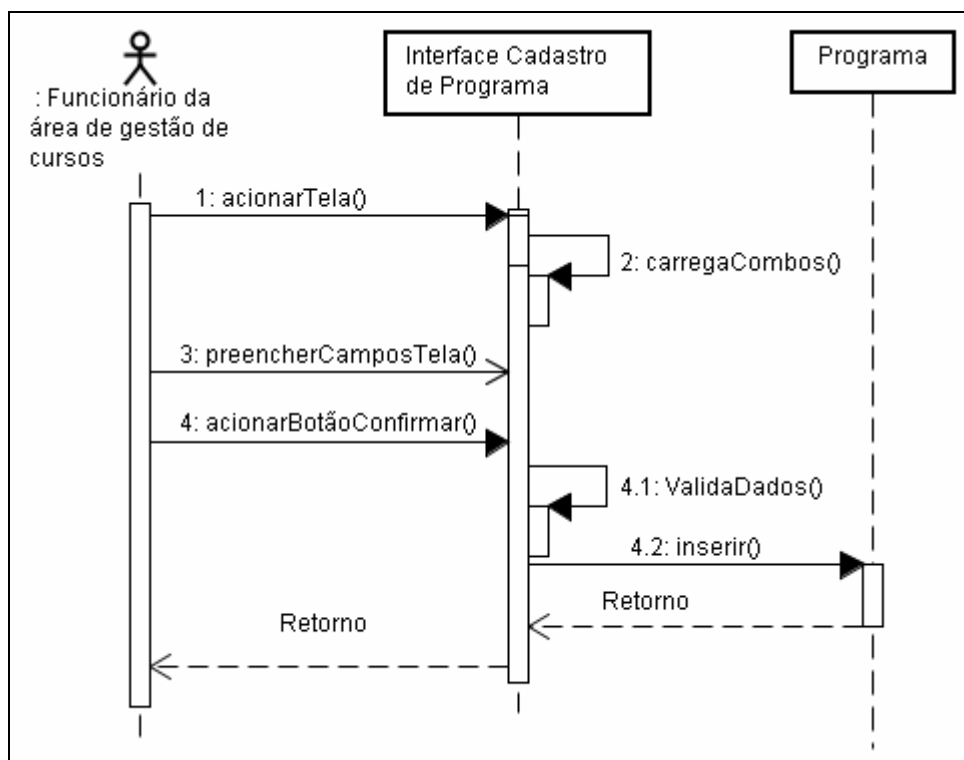 Interface Cadastro
de Programa
Programa
: Funcionário da
área de gestão de
cursos
1: acionarTela()
2: carregaCombos()
3: preencherCamposTela()
4: acionarBotãoConfirmar()
4.1: ValidaDados()
4.2: inserir()
Retorno
Retorno